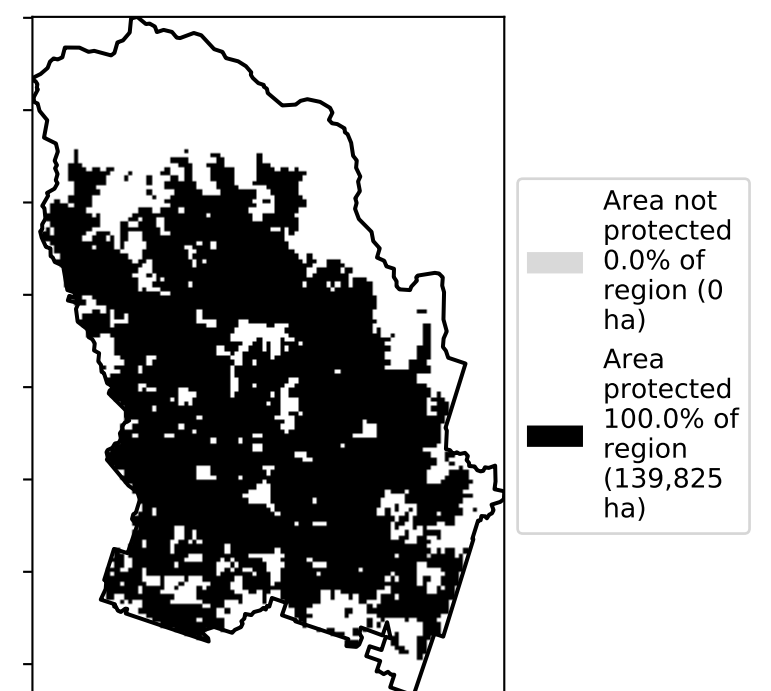 Area not
protected
0.0% of
region (0
ha)
Area
protected
100.0% of
region
(139,825
ha)